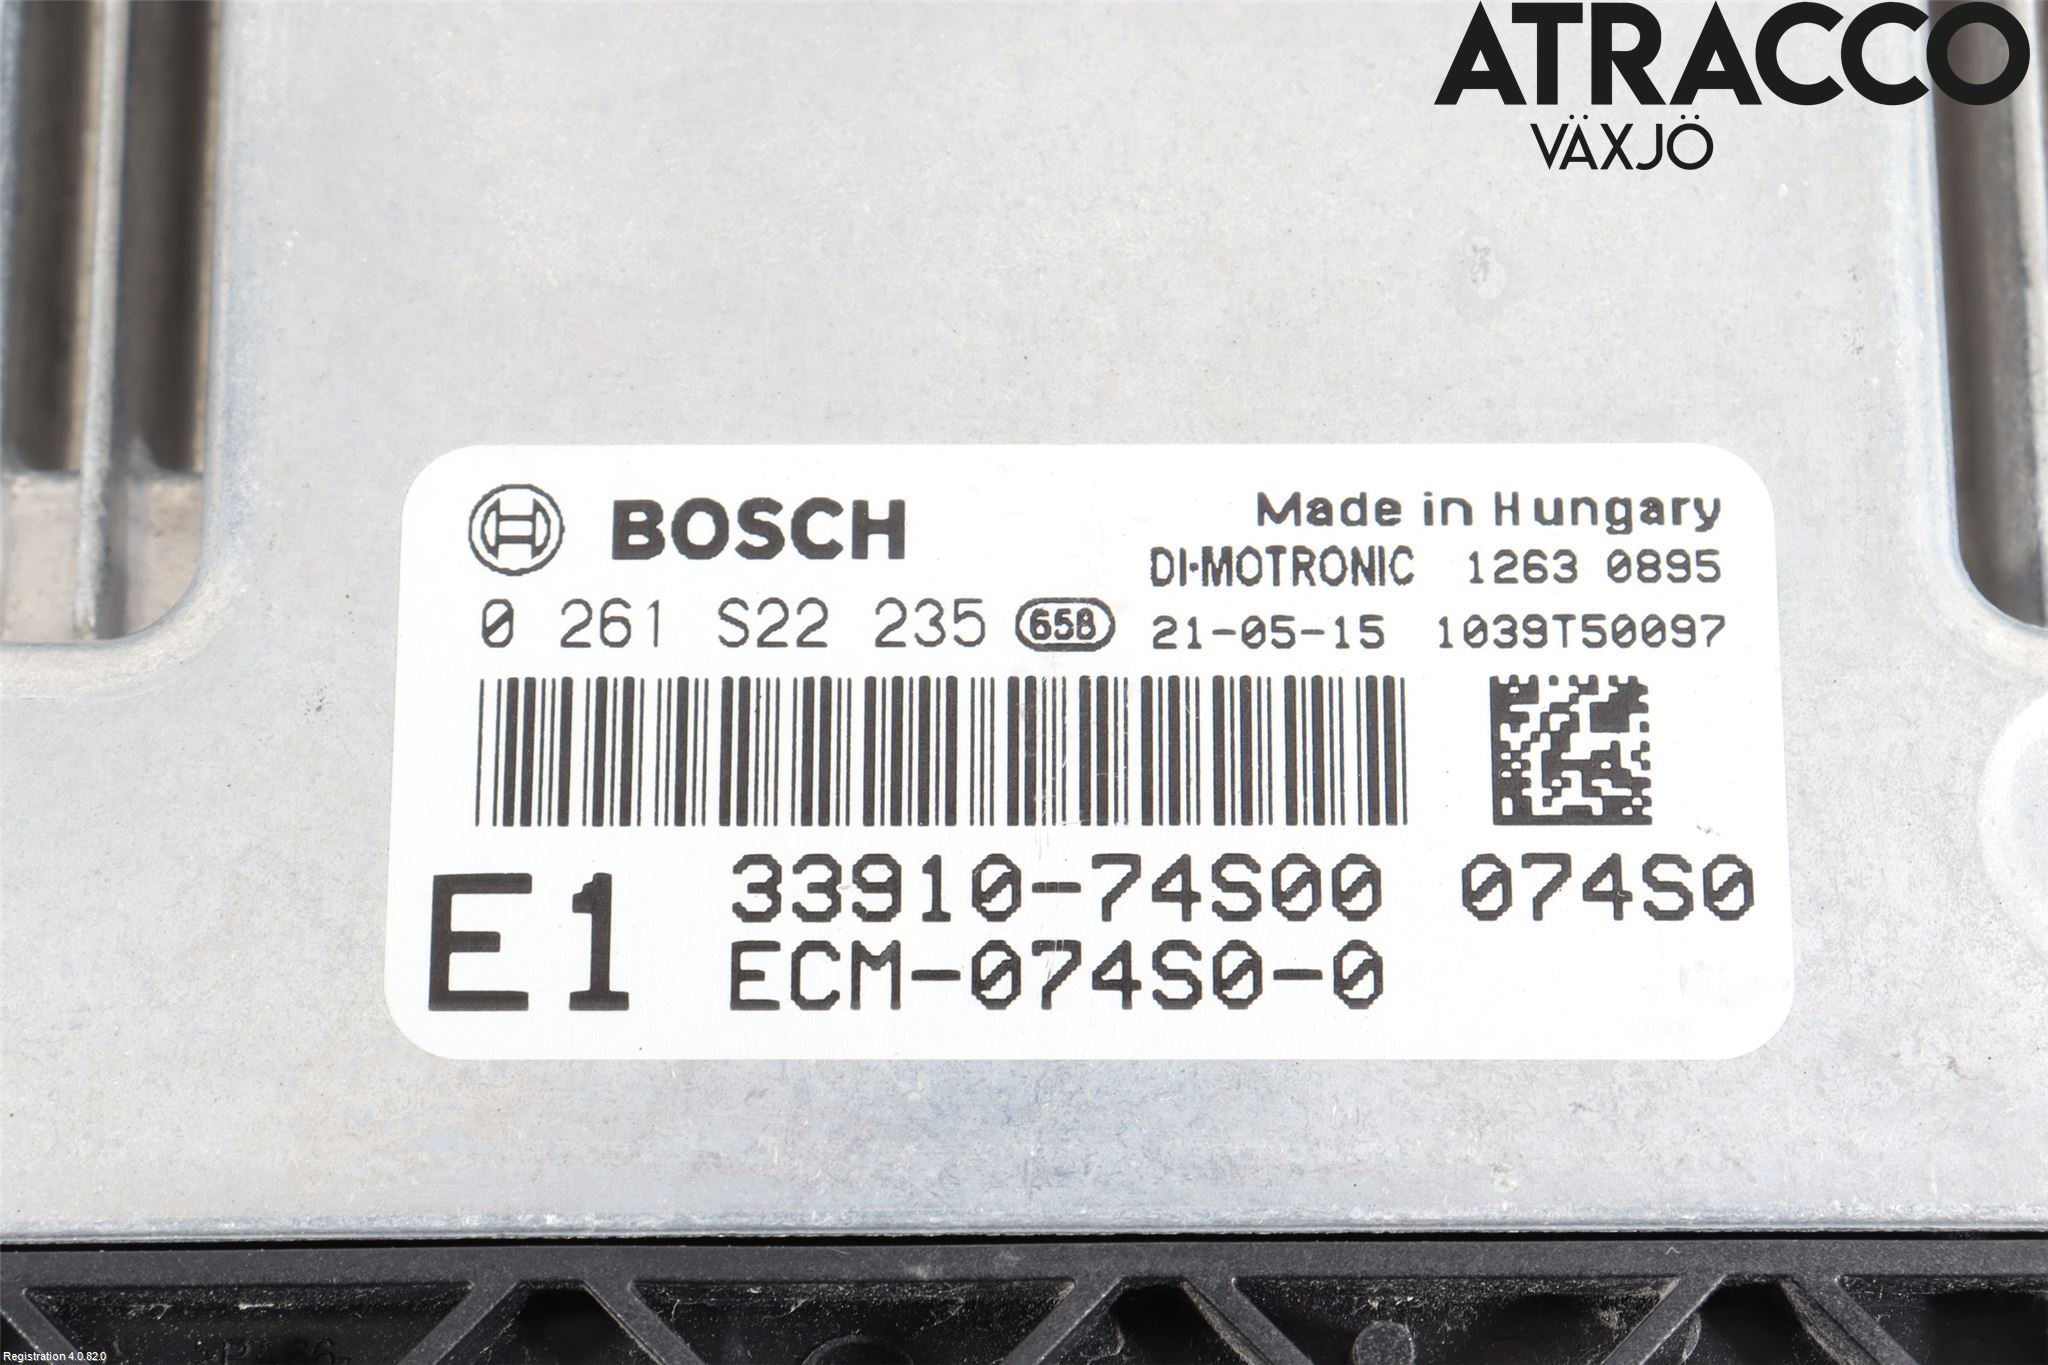 ATRACCO
VÄXJÖ
BOSCH
Made in Hungary
DI·MOTRONIC 1263 0895
0 261 S22 235 658 21-05-15 1039T50097
E1
33910-74S00 074S0
ECM-074S0-0
Registration 4.0.82.0